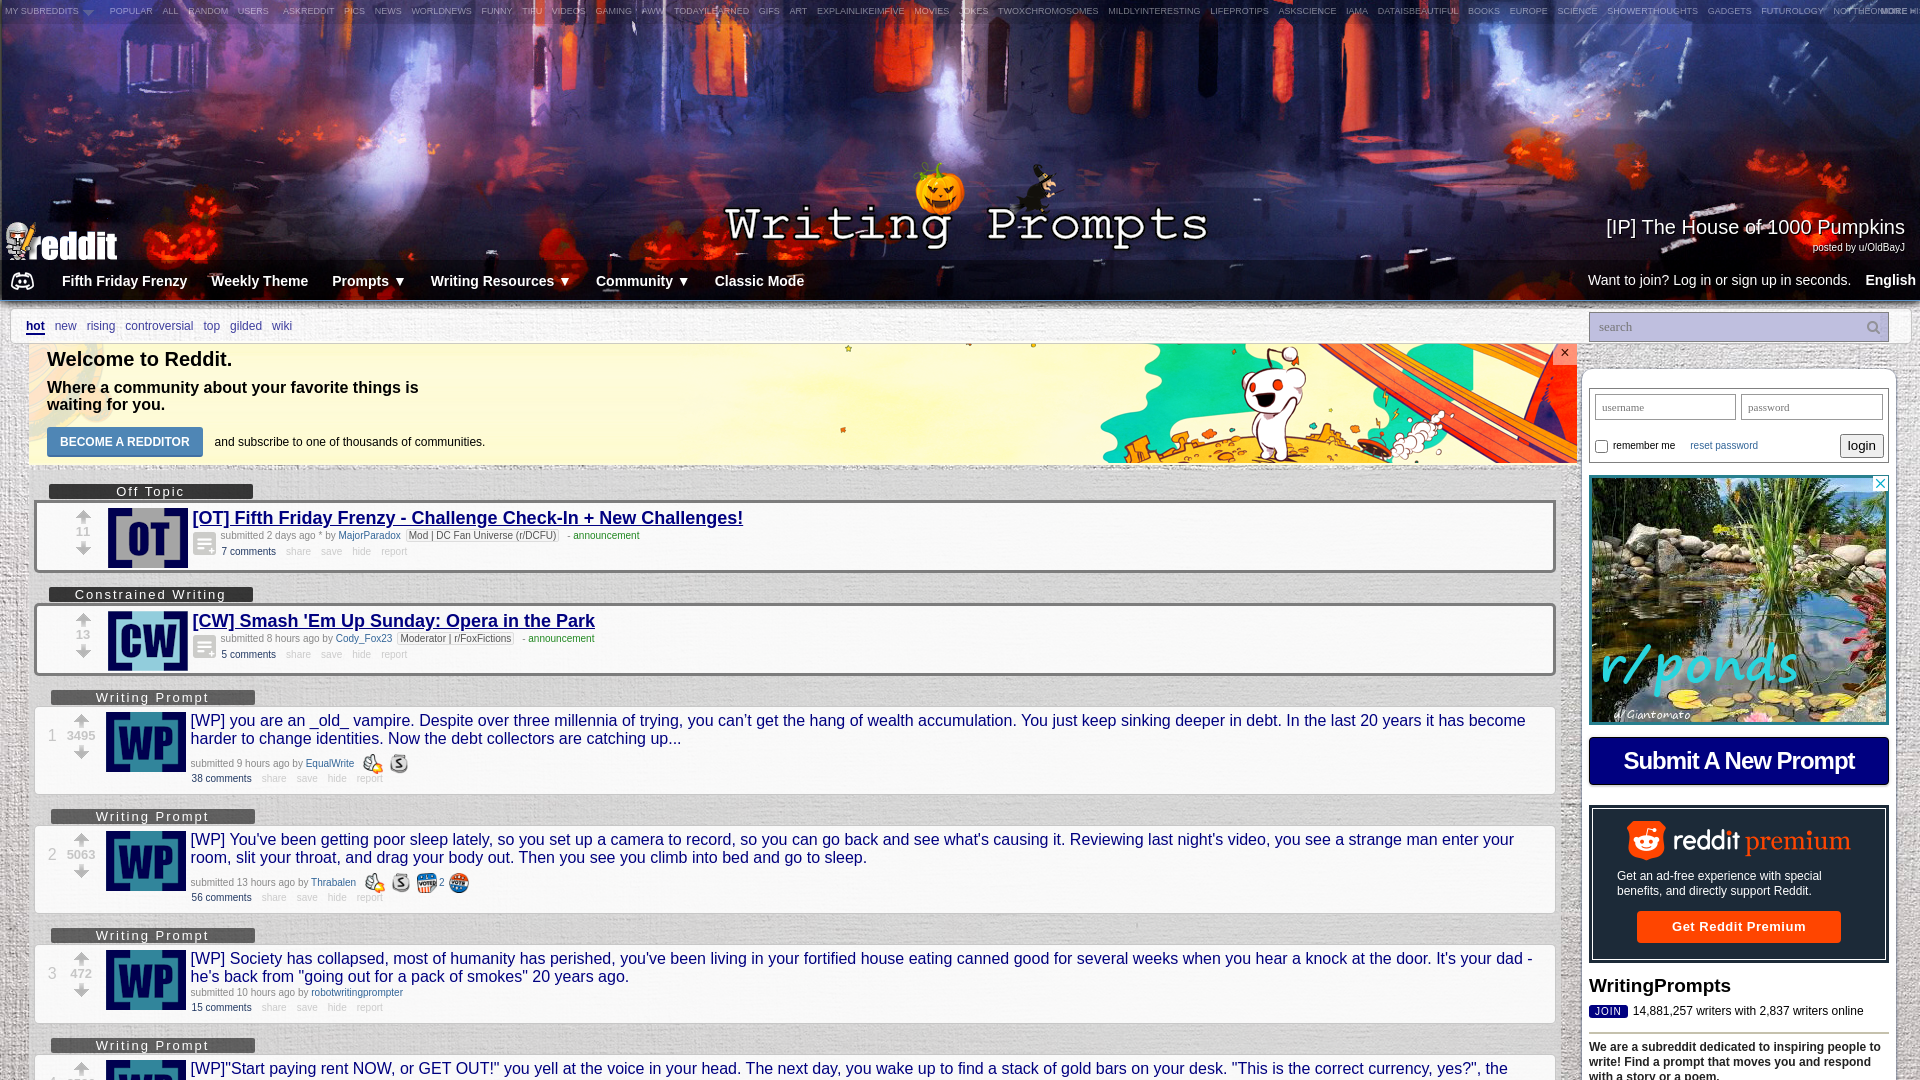 MY SUBREDDITS POPULAR ALL RANDOM USERS ASKREDDIT PICS NEWS WORLDNEWS FUNNY TIFU VIDEOS GAMING AWW TODAYILEARNED GIFS ART EXPLAINLIKEIMFIVE MOVIES JOKES TWOXCHROMOSOMES MILDLYINTERESTING LIFEPROTIPS ASKSCIENCE IAMA DATAISBEAUTIFUL BOOKS EUROPE SCIENCE SHOWERTHOUGHTS GADGETS FUTUROLOGY MORE »
Writing Prompts
[IP] The House of 1000 Pumpkins
posted by u/OldBayJ
reddit
Fifth Friday Frenzy Weekly Theme Prompts ▼ Writing Resources ▼ Community ▼ Classic Mode
Want to join? Log in or sign up in seconds. English
hot new rising controversial top gilded wiki
search
Welcome to Reddit.
Where a community about your favorite things is
waiting for you.
BECOME A REDDITOR and subscribe to one of thousands of communities.
×
Off Topic
11
OT
[OT] Fifth Friday Frenzy - Challenge Check-In + New Challenges!
submitted 2 days ago * by MajorParadox Mod | DC Fan Universe (r/DCFU) - announcement
7 comments share save hide report
Constrained Writing
13
CW
[CW] Smash 'Em Up Sunday: Opera in the Park
submitted 8 hours ago by Cody_Fox23 Moderator | r/FoxFictions - announcement
5 comments share save hide report
Writing Prompt
1
3495
WP
[WP] you are an _old_ vampire. Despite over three millennia of trying, you can’t get the hang of wealth accumulation. You just keep sinking deeper in debt. In the last 20 years it has become
harder to change identities. Now the debt collectors are catching up...
submitted 9 hours ago by EqualWrite S
38 comments share save hide report
Writing Prompt
2
5063
WP
[WP] You've been getting poor sleep lately, so you set up a camera to record, so you can go back and see what's causing it. Reviewing last night's video, you see a strange man enter your
room, slit your throat, and drag your body out. Then you see you climb into bed and go to sleep.
submitted 13 hours ago by Thrabalen S VOTED 2 VOTE
56 comments share save hide report
Writing Prompt
3
472
WP
[WP] Society has collapsed, most of humanity has perished, you've been living in your fortified house eating canned good for several weeks when you hear a knock at the door. It's your dad -
he's back from "going out for a pack of smokes" 20 years ago.
submitted 10 hours ago by robotwritingprompter
15 comments share save hide report
Writing Prompt
[WP]"Start paying rent NOW, or GET OUT!" you yell at the voice in your head. The next day, you wake up to find a stack of gold bars on your desk. "This is the correct currency, yes?", the
username
password
remember me reset password login
r/ponds
u/Giantomato
Submit A New Prompt
reddit premium
Get an ad-free experience with special
benefits, and directly support Reddit.
Get Reddit Premium
WritingPrompts
JOIN 14,881,257 writers with 2,837 writers online
We are a subreddit dedicated to inspiring people to
write! Find a prompt that moves you and respond
with a story or a poem.